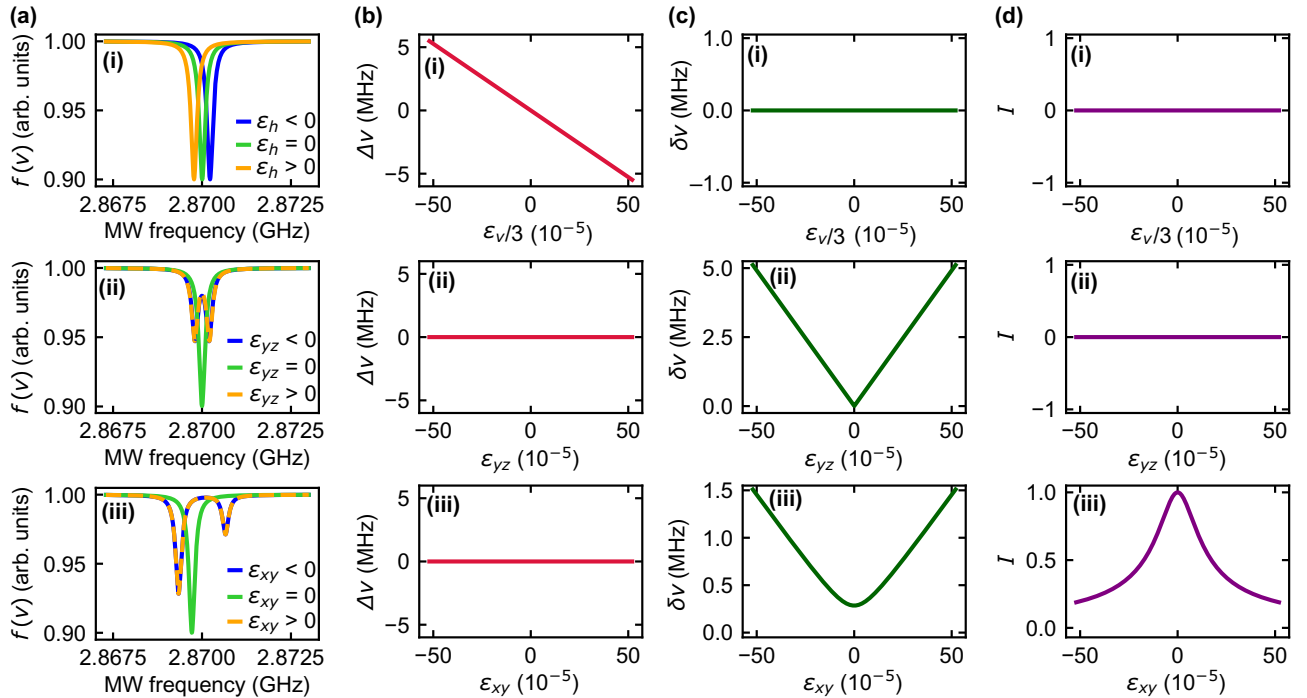 (a)
(b)
(c)
(d)
1.00
0.95
0.90
f (ν) (arb. units)
(i)
ε_h < 0
ε_h = 0
ε_h > 0
2.8675 2.8700 2.8725
MW frequency (GHz)
5
0
−5
Δν (MHz)
(i)
−50 0 50
ε_v/3 (10⁻⁵)
1.0
0.0
−1.0
δν (MHz)
(i)
−50 0 50
ε_v/3 (10⁻⁵)
1
0
−1
I
(i)
−50 0 50
ε_v/3 (10⁻⁵)
1.00
0.95
0.90
f (ν) (arb. units)
(ii)
ε_yz < 0
ε_yz = 0
ε_yz > 0
2.8675 2.8700 2.8725
MW frequency (GHz)
5
0
−5
Δν (MHz)
(ii)
−50 0 50
ε_yz (10⁻⁵)
5.0
2.5
0.0
δν (MHz)
(ii)
−50 0 50
ε_yz (10⁻⁵)
1
0
−1
I
(ii)
−50 0 50
ε_yz (10⁻⁵)
1.00
0.95
0.90
f (ν) (arb. units)
(iii)
ε_xy < 0
ε_xy = 0
ε_xy > 0
2.8675 2.8700 2.8725
MW frequency (GHz)
5
0
−5
Δν (MHz)
(iii)
−50 0 50
ε_xy (10⁻⁵)
1.5
1.0
0.5
0.0
δν (MHz)
(iii)
−50 0 50
ε_xy (10⁻⁵)
1.0
0.5
0.0
I
(iii)
−50 0 50
ε_xy (10⁻⁵)